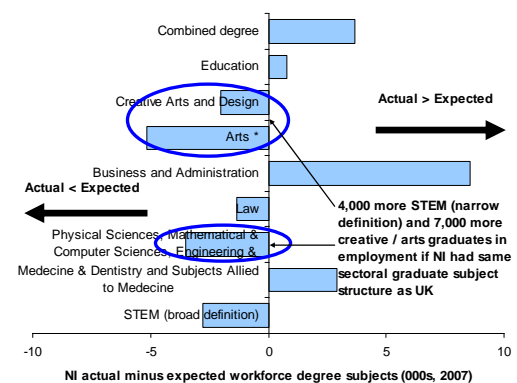 Combined degree
Education
Creative Arts and Design
Actual > Expected
Arts *
Business and Administration
Actual < Expected
Law
4,000 more STEM (narrow
definition) and 7,000 more
creative / arts graduates in
employment if NI had same
sectoral graduate subject
structure as UK
Physical Sciences, Mathematical &
Computer Sciences, Engineering &
Medecine & Dentistry and Subjects Allied
to Medecine
STEM (broad definition)
-10 -5 0 5 10
NI actual minus expected workforce degree subjects (000s, 2007)